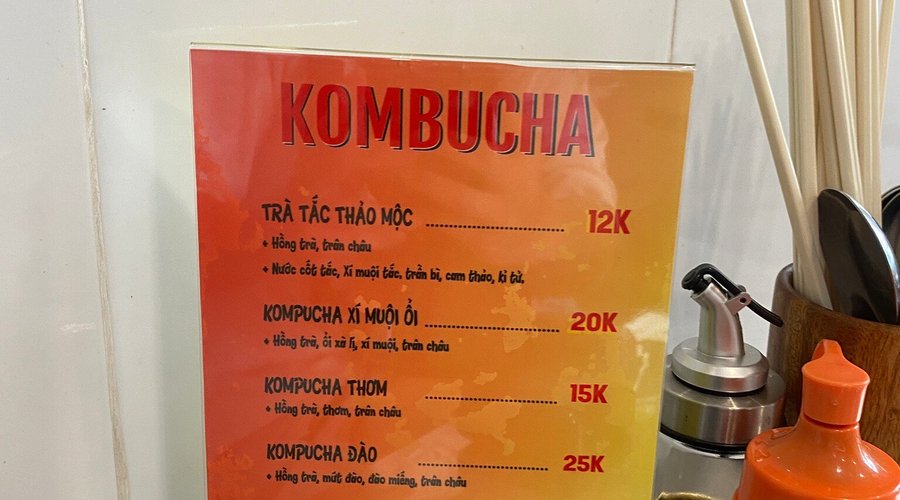 KOMBUCHA
TRÀ TẮC THẢO MỘC ........................ 12K
+ Hồng trà, trân châu
+ Nước cốt tắc, Xí muội tắc, trần bì, cam thảo, kỉ tử.
KOMPUCHA XÍ MUỘI ỔI ........................ 20K
+ Hồng trà, ổi xà lị, xí muội, trân châu
KOMPUCHA THƠM ........................ 15K
+ Hồng trà, thơm, trân châu
KOMPUCHA ĐÀO ........................ 25K
+ Hồng trà, mứt đào, đào miếng, trân châu